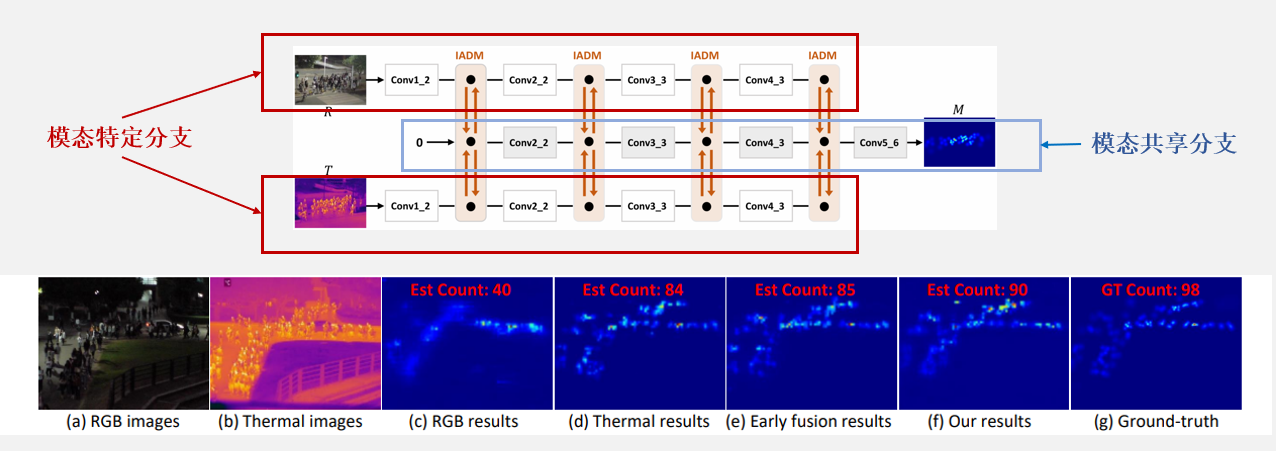 IADM IADM IADM IADM
Conv1_2 Conv2_2 Conv3_3 Conv4_3
R
模态特定分支
M
0 Conv2_2 Conv3_3 Conv4_3 Conv5_6
模态共享分支
T
Conv1_2 Conv2_2 Conv3_3 Conv4_3
Est Count: 40 Est Count: 84 Est Count: 85 Est Count: 90 GT Count: 98
(a) RGB images (b) Thermal images (c) RGB results (d) Thermal results (e) Early fusion results (f) Our results (g) Ground-truth